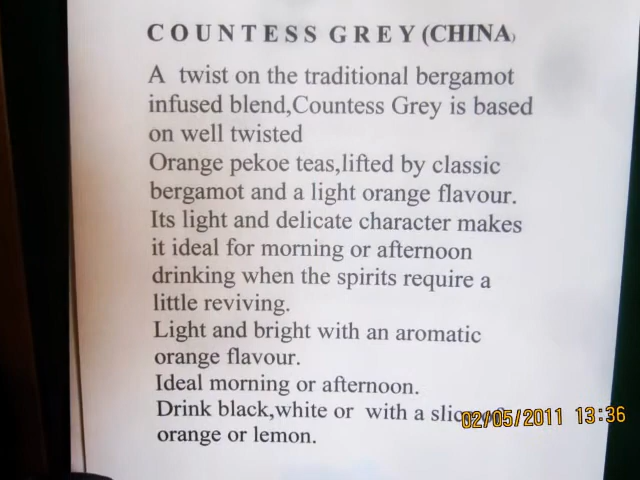 COUNTESS GREY (CHINA)
A twist on the traditional bergamot
infused blend,Countess Grey is based
on well twisted
Orange pekoe teas,lifted by classic
bergamot and a light orange flavour.
Its light and delicate character makes
it ideal for morning or afternoon
drinking when the spirits require a
little reviving.
Light and bright with an aromatic
orange flavour.
Ideal morning or afternoon.
Drink black,white or with a slice of
orange or lemon.
02/05/2011 13:36